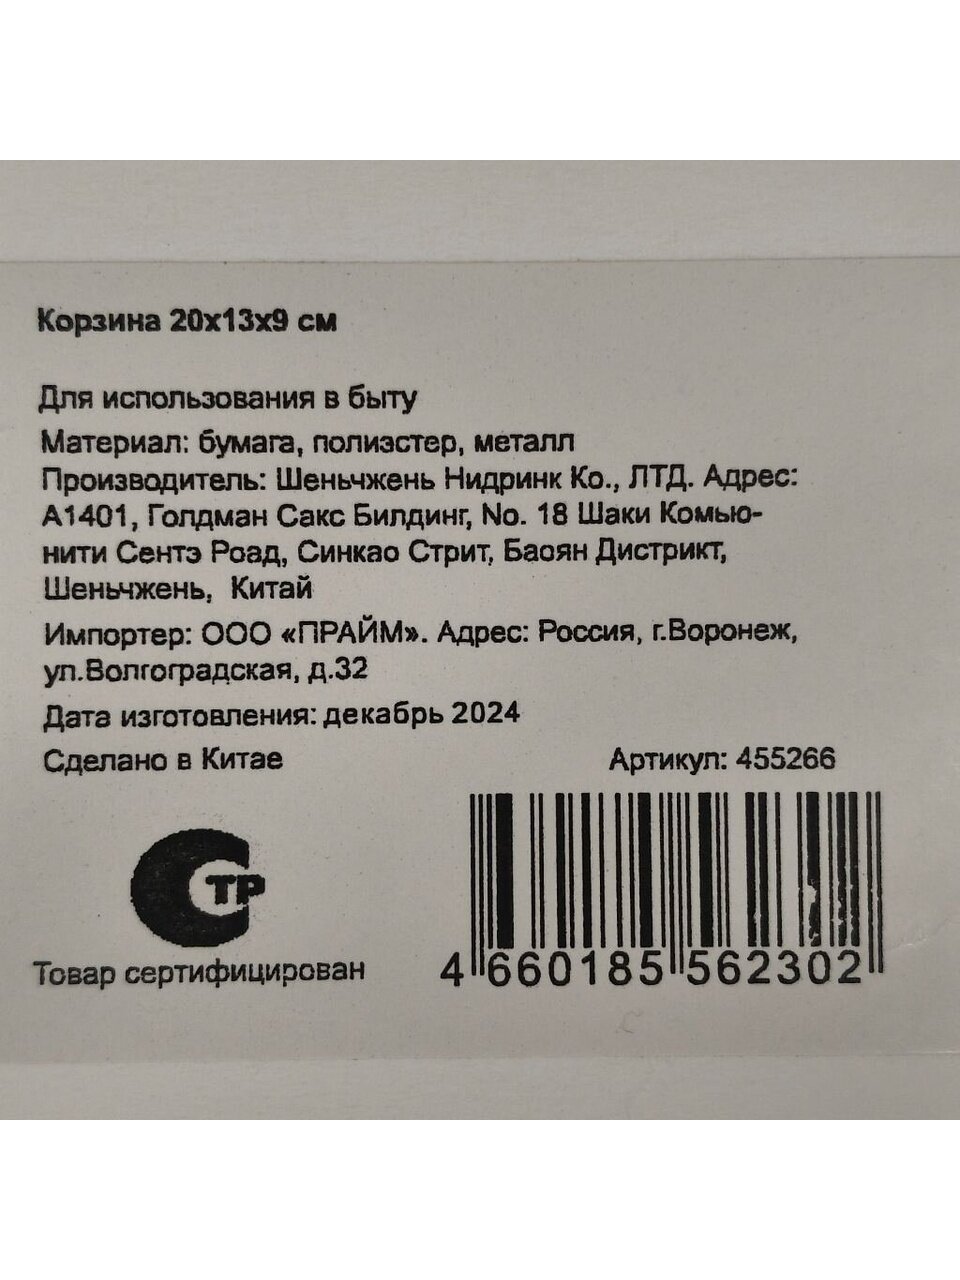 Корзина 20х13х9 см
Для использования в быту
Материал: бумага, полиэстер, металл
Производитель: Шеньчжень Нидринк Ко., ЛТД. Адрес:
А1401, Голдман Сакс Билдинг, No. 18 Шаки Комью-
нити Сентэ Роад, Синкао Стрит, Баоян Дистрикт,
Шеньчжень, Китай
Импортер: ООО «ПРАЙМ». Адрес: Россия, г.Воронеж,
ул.Волгоградская, д.32
Дата изготовления: декабрь 2024
Сделано в Китае
Артикул: 455266
СТР
Товар сертифицирован
4 660185 562302